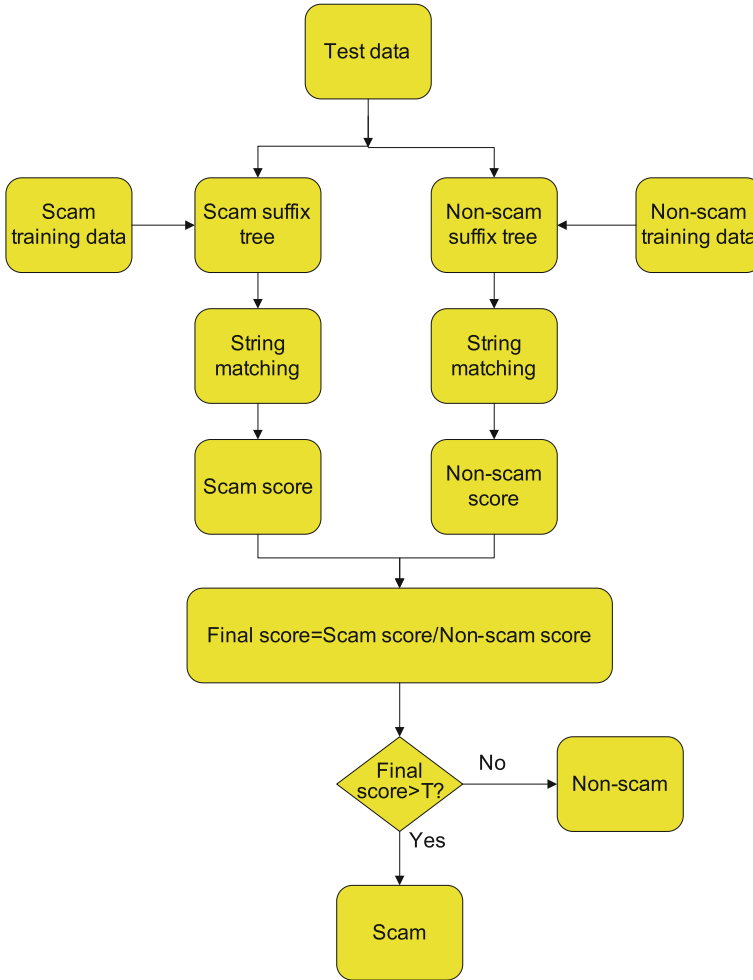 Test data
Scam
training data
Scam suffix
tree
Non-scam
suffix tree
Non-scam
training data
String
matching
String
matching
Scam score
Non-scam
score
Final score=Scam score/Non-scam score
Final
score>T?
No
Non-scam
Yes
Scam